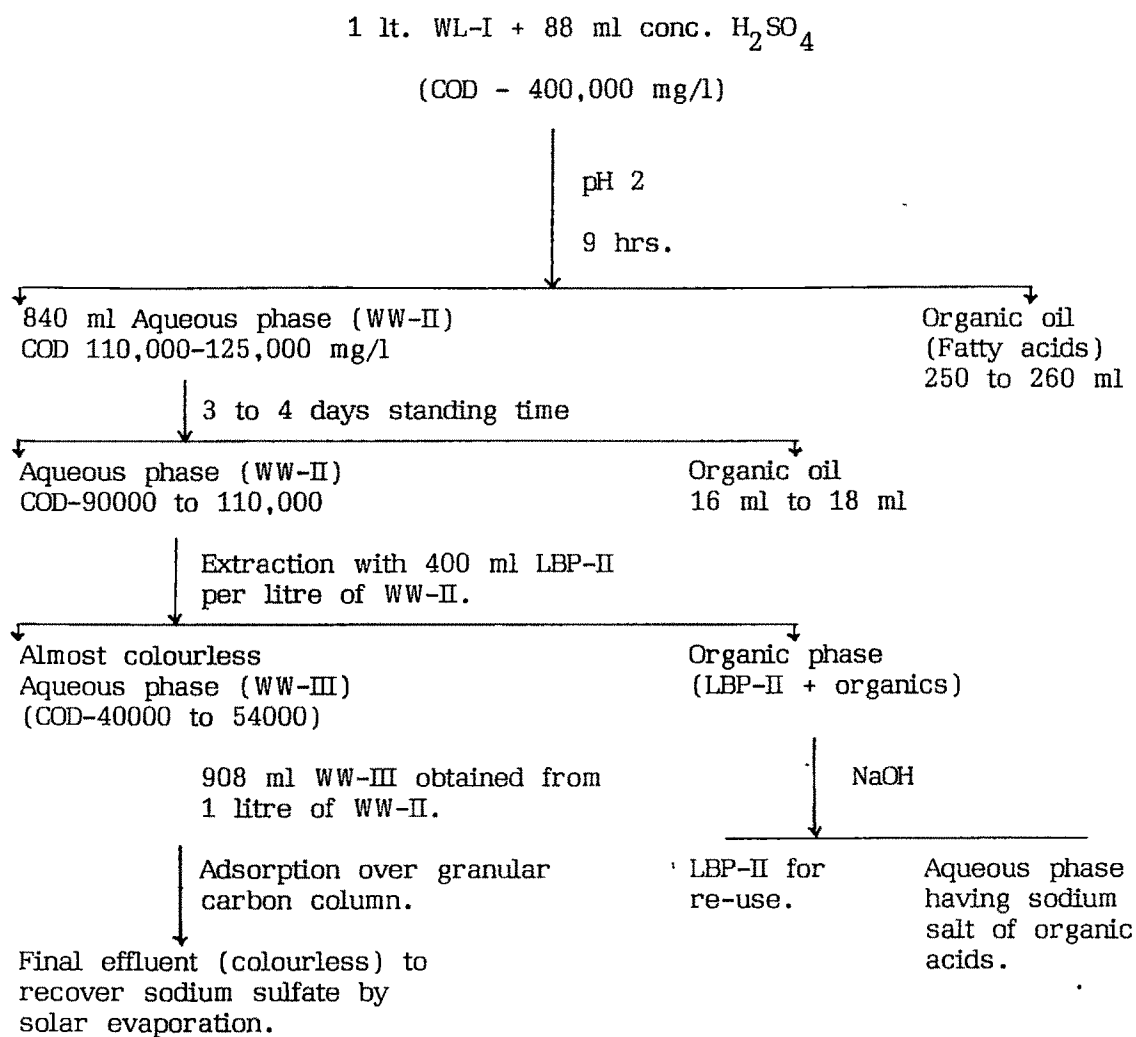 1 lt. WL-I + 88 ml conc. H₂SO₄
(COD - 400,000 mg/l)
pH 2
9 hrs.
840 ml Aqueous phase (WW-II)
COD 110,000-125,000 mg/l
Organic oil
(Fatty acids)
250 to 260 ml
3 to 4 days standing time
Aqueous phase (WW-II)
COD-90000 to 110,000
Organic oil
16 ml to 18 ml
Extraction with 400 ml LBP-II
per litre of WW-II.
Almost colourless
Aqueous phase (WW-III)
(COD-40000 to 54000)
Organic phase
(LBP-II + organics)
908 ml WW-III obtained from
1 litre of WW-II.
NaOH
Adsorption over granular
carbon column.
LBP-II for
re-use.
Aqueous phase
having sodium
salt of organic
acids.
Final effluent (colourless) to
recover sodium sulfate by
solar evaporation.